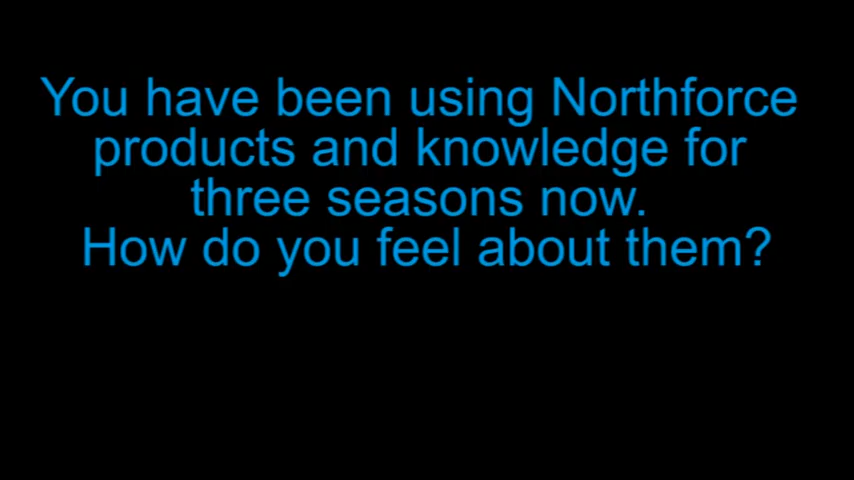 You have been using Northforce
products and knowledge for
three seasons now.
How do you feel about them?